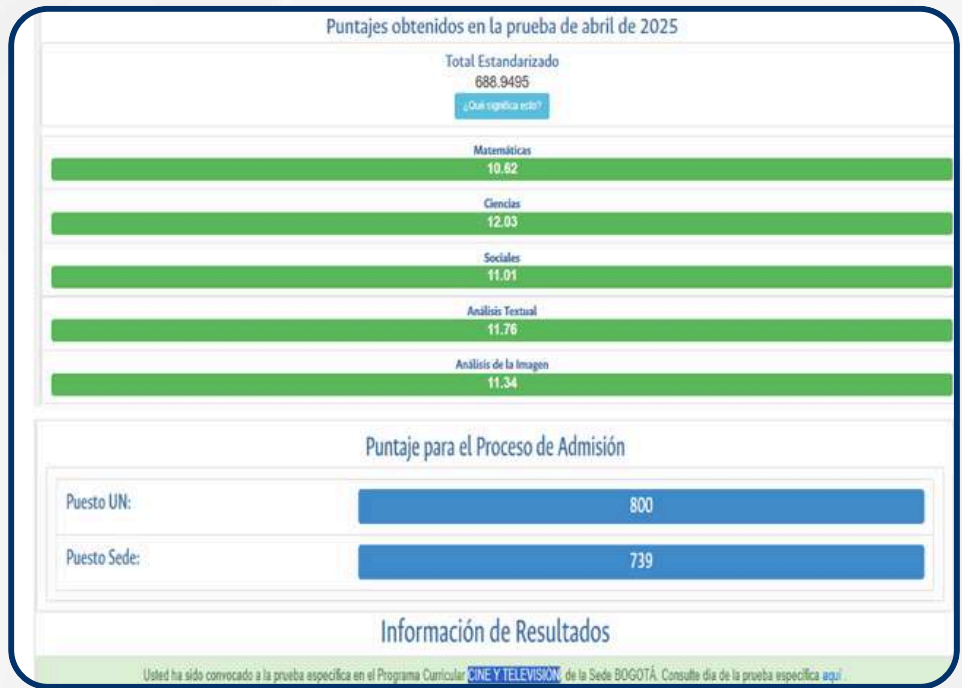 Puntajes obtenidos en la prueba de abril de 2025
Total Estandarizado
688.9495
¿Qué significa esto?
Matemáticas
10.62
Ciencias
12.03
Sociales
11.01
Análisis Textual
11.76
Análisis de la Imagen
11.34
Puntaje para el Proceso de Admisión
Puesto UN: 800
Puesto Sede: 739
Información de Resultados
Usted ha sido convocado a la prueba especifica en el Programa Curricular CINE Y TELEVISIÓN, de la Sede BOGOTÁ. Consulte dia de la prueba especifica aquí .